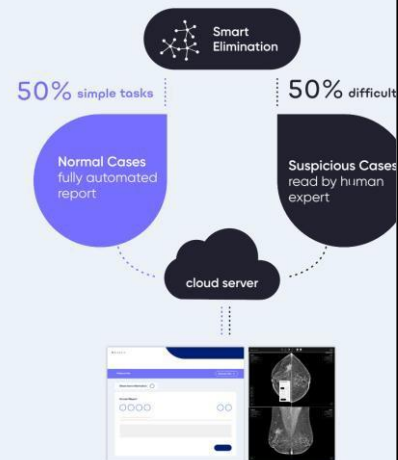 Smart
Elimination
50% simple tasks
50% difficult
Normal Cases
fully automated
report
Suspicious Cases
read by human
expert
cloud server